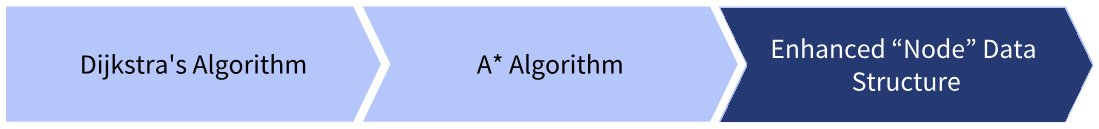 Dijkstra's Algorithm
A* Algorithm
Enhanced “Node” Data
Structure